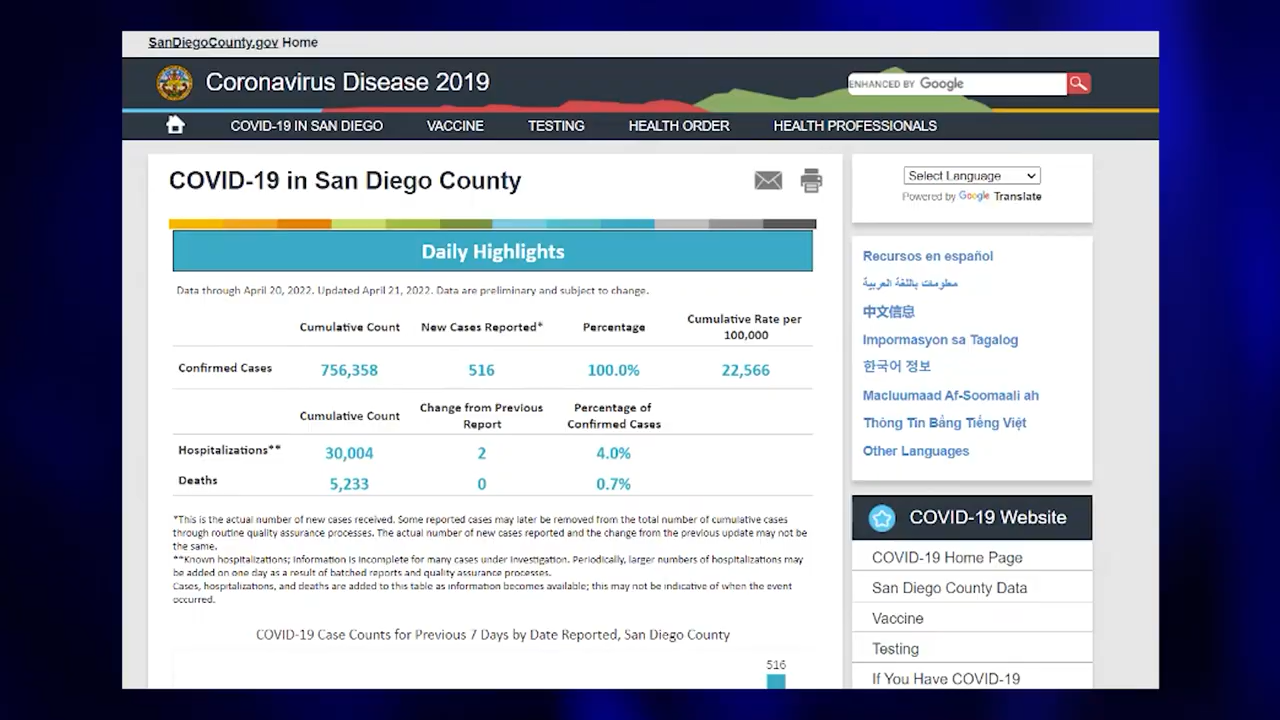 SanDiegoCounty.gov Home
Coronavirus Disease 2019
ENHANCED BY Google
COVID-19 IN SAN DIEGO
VACCINE
TESTING
HEALTH ORDER
HEALTH PROFESSIONALS
COVID-19 in San Diego County
Daily Highlights
Data through April 20, 2022. Updated April 21, 2022. Data are preliminary and subject to change.
Cumulative Count New Cases Reported* Percentage Cumulative Rate per
100,000
Confirmed Cases 756,358 516 100.0% 22,566
Cumulative Count Change from Previous Percentage of
Report Confirmed Cases
Hospitalizations** 30,004 2 4.0%
Deaths 5,233 0 0.7%
*This is the actual number of new cases received. Some reported cases may later be removed from the total number of cumulative cases
through routine quality assurance processes. The actual number of new cases reported and the change from the previous update may not be
the same.
**Known hospitalizations; Information is incomplete for many cases under investigation. Periodically, larger numbers of hospitalizations may
be added on one day as a result of batched reports and quality assurance processes.
Cases, hospitalizations, and deaths are added to this table as information becomes available; this may not be indicative of when the event
occurred.
COVID-19 Case Counts for Previous 7 Days by Date Reported, San Diego County
516
Select Language
Powered by Google Translate
Recursos en español
معلومات باللغة العربية
中文信息
Impormasyon sa Tagalog
한국어 정보
Macluumaad Af-Soomaali ah
Thông Tin Bằng Tiếng Việt
Other Languages
COVID-19 Website
COVID-19 Home Page
San Diego County Data
Vaccine
Testing
If You Have COVID-19